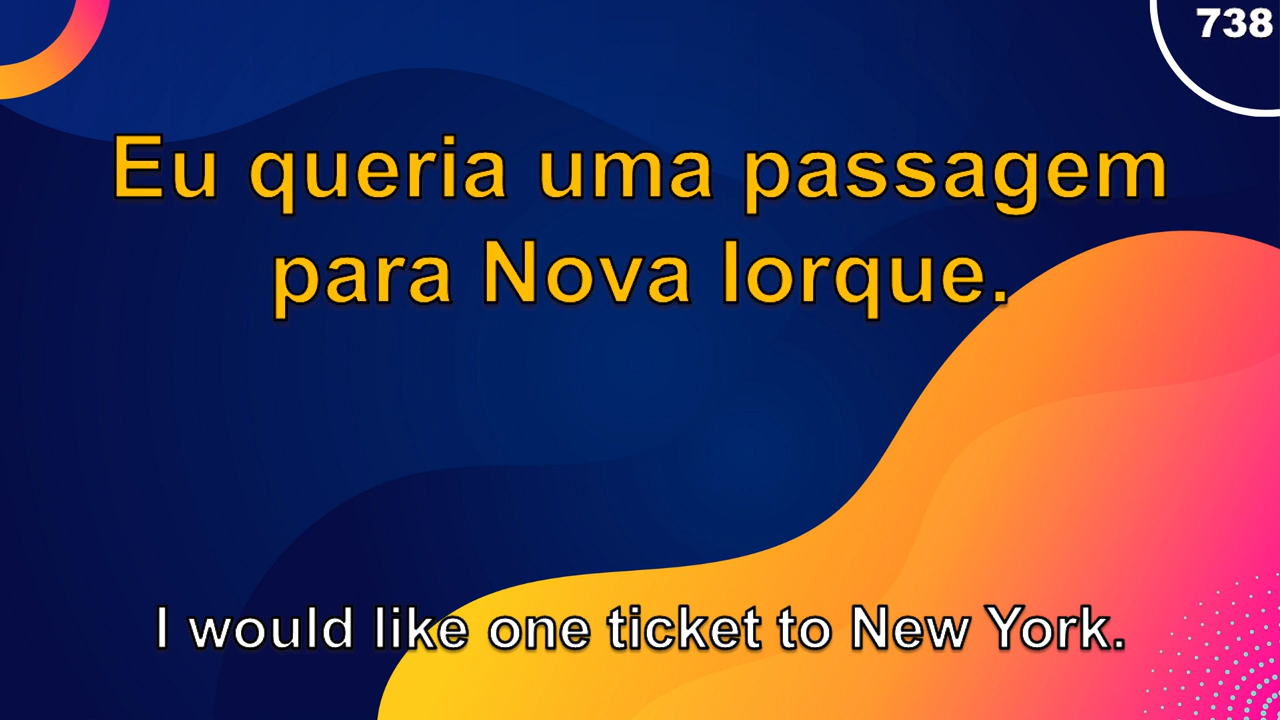 738
Eu queria uma passagem
para Nova Iorque.
I would like one ticket to New York.